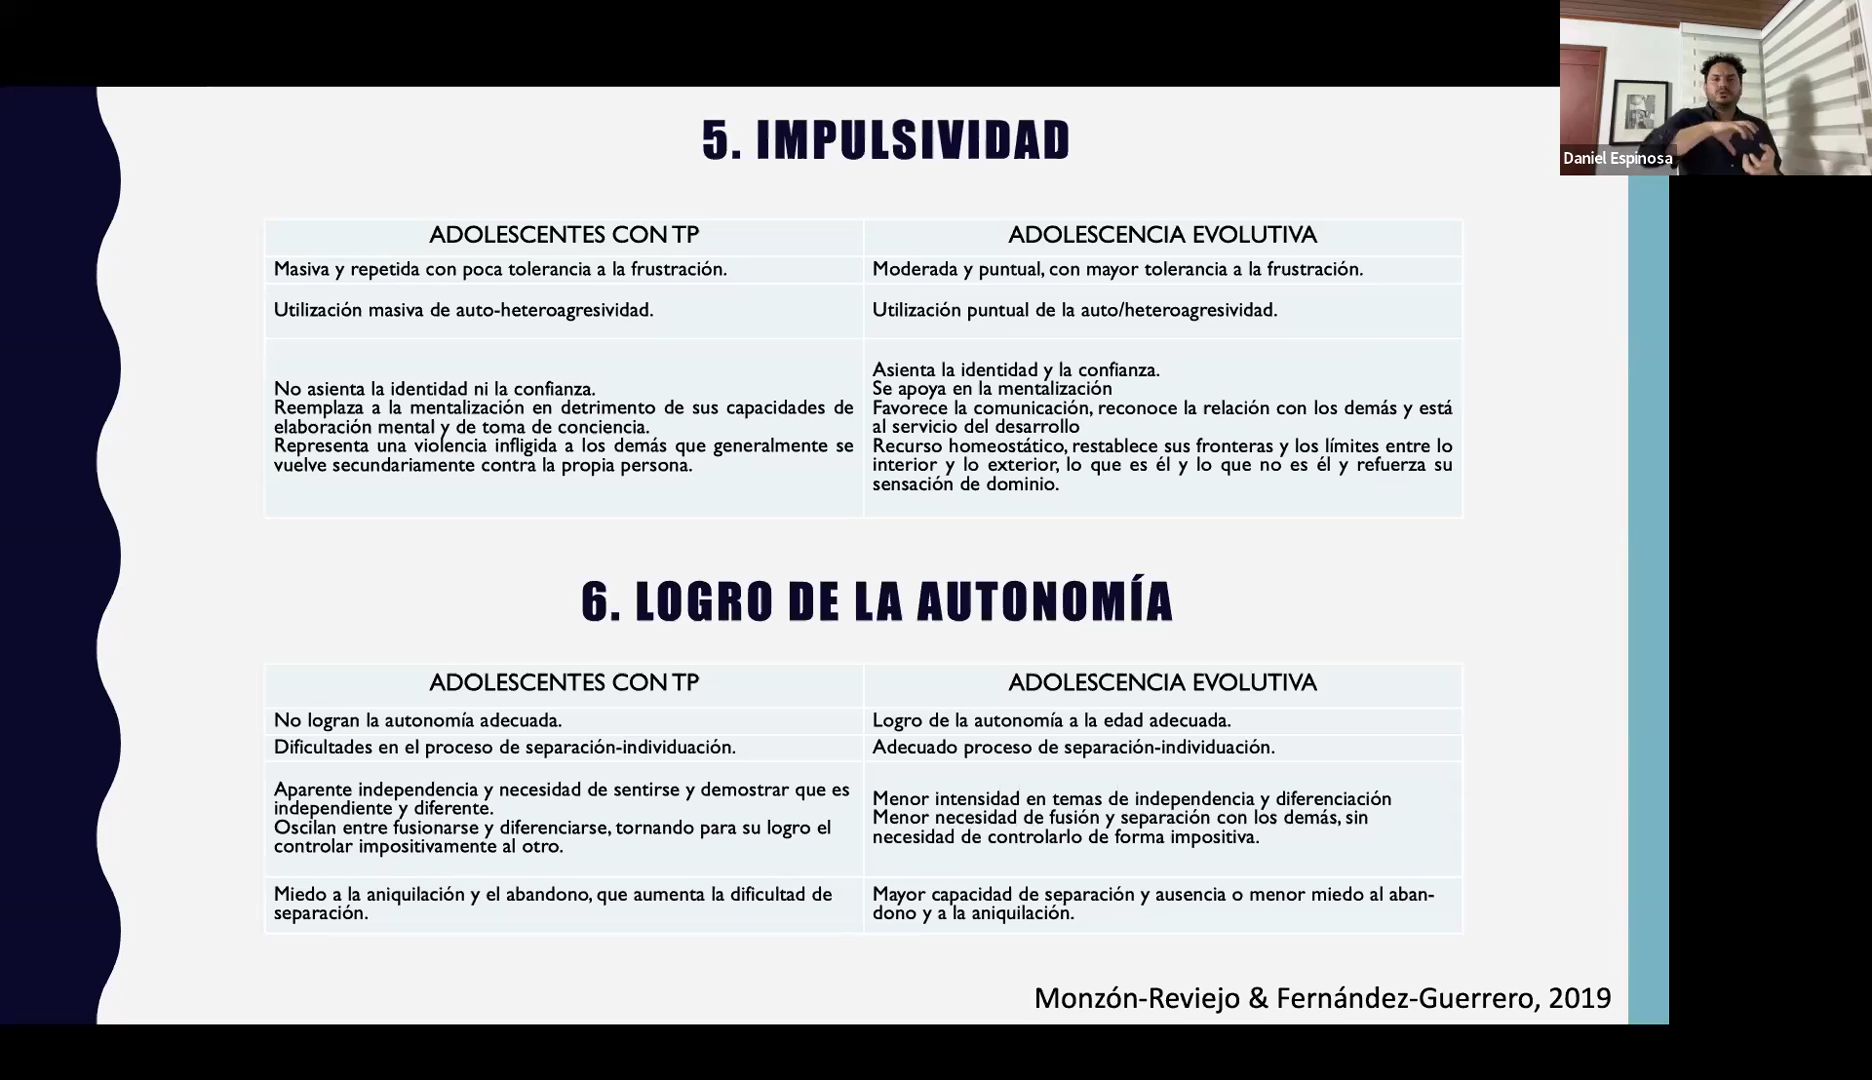 Daniel Espinosa
5. IMPULSIVIDAD
ADOLESCENTES CON TP
ADOLESCENCIA EVOLUTIVA
Masiva y repetida con poca tolerancia a la frustración.
Moderada y puntual, con mayor tolerancia a la frustración.
Utilización masiva de auto-heteroagresividad.
Utilización puntual de la auto/heteroagresividad.
No asienta la identidad ni la confianza.
Reemplaza a la mentalización en detrimento de sus capacidades de
elaboración mental y de toma de conciencia.
Representa una violencia infligida a los demás que generalmente se
vuelve secundariamente contra la propia persona.
Asienta la identidad y la confianza.
Se apoya en la mentalización
Favorece la comunicación, reconoce la relación con los demás y está
al servicio del desarrollo
Recurso homeostático, restablece sus fronteras y los límites entre lo
interior y lo exterior, lo que es él y lo que no es él y refuerza su
sensación de dominio.
6. LOGRO DE LA AUTONOMÍA
ADOLESCENTES CON TP
ADOLESCENCIA EVOLUTIVA
No logran la autonomía adecuada.
Logro de la autonomía a la edad adecuada.
Dificultades en el proceso de separación-individuación.
Adecuado proceso de separación-individuación.
Aparente independencia y necesidad de sentirse y demostrar que es
independiente y diferente.
Oscilan entre fusionarse y diferenciarse, tornando para su logro el
controlar impositivamente al otro.
Menor intensidad en temas de independencia y diferenciación
Menor necesidad de fusión y separación con los demás, sin
necesidad de controlarlo de forma impositiva.
Miedo a la aniquilación y el abandono, que aumenta la dificultad de
separación.
Mayor capacidad de separación y ausencia o menor miedo al aban-
dono y a la aniquilación.
Monzón-Reviejo & Fernández-Guerrero, 2019